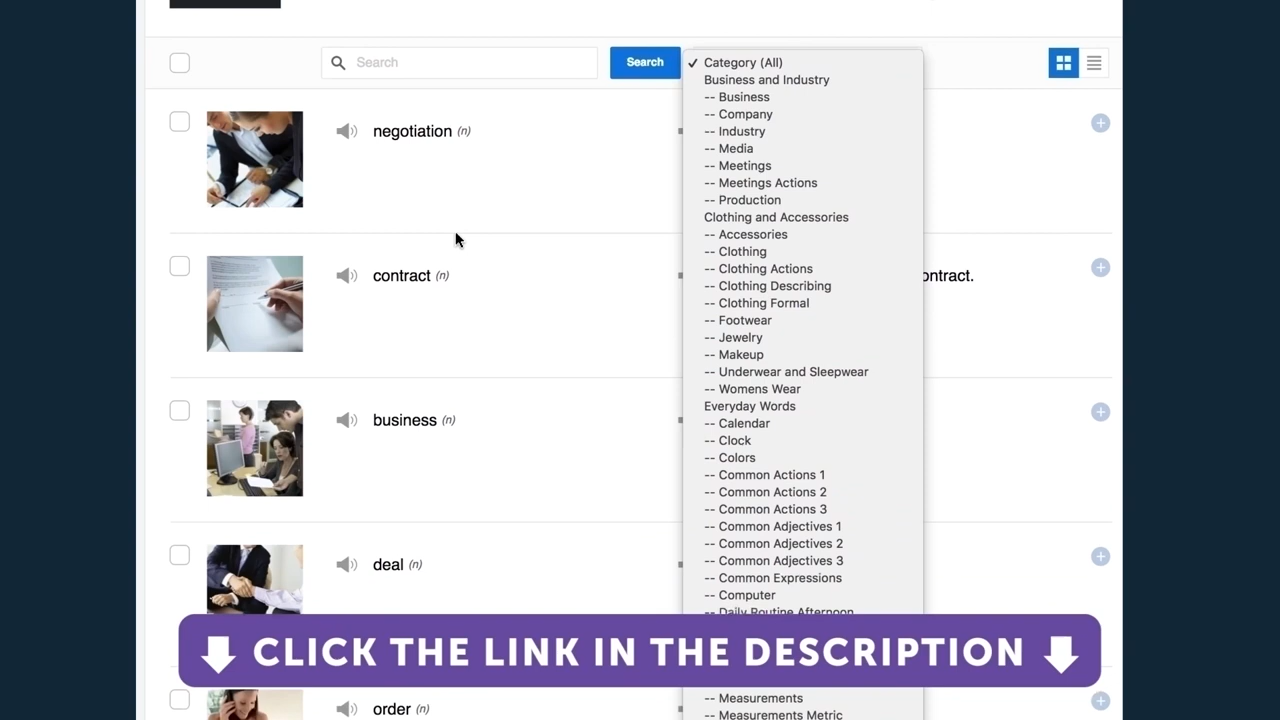 Search
Search
Category (All)
Business and Industry
-- Business
-- Company
-- Industry
-- Media
-- Meetings
-- Meetings Actions
-- Production
Clothing and Accessories
-- Accessories
-- Clothing
-- Clothing Actions
-- Clothing Describing
-- Clothing Formal
-- Footwear
-- Jewelry
-- Makeup
-- Underwear and Sleepwear
-- Womens Wear
Everyday Words
-- Calendar
-- Clock
-- Colors
-- Common Actions 1
-- Common Actions 2
-- Common Actions 3
-- Common Adjectives 1
-- Common Adjectives 2
-- Common Adjectives 3
-- Common Expressions
-- Computer
-- Daily Routine Afternoon
-- Measurements
-- Measurements Metric
negotiation (n)
contract (n)
ontract.
business (n)
deal (n)
CLICK THE LINK IN THE DESCRIPTION
order (n)